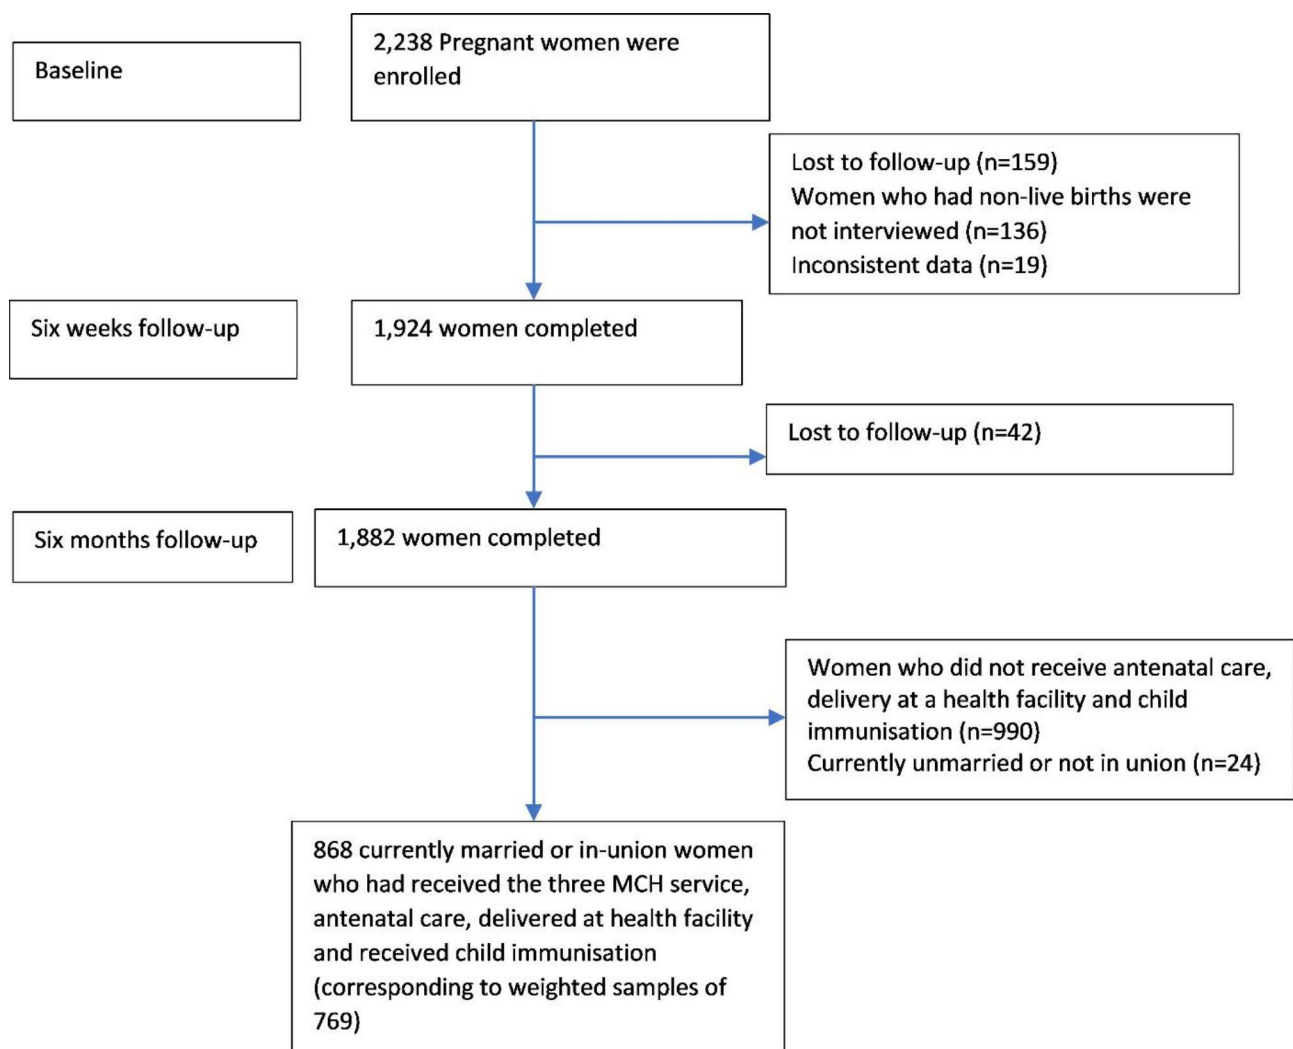 Baseline
2,238 Pregnant women were
enrolled
Lost to follow-up (n=159)
Women who had non-live births were
not interviewed (n=136)
Inconsistent data (n=19)
Six weeks follow-up
1,924 women completed
Lost to follow-up (n=42)
Six months follow-up
1,882 women completed
Women who did not receive antenatal care,
delivery at a health facility and child
immunisation (n=990)
Currently unmarried or not in union (n=24)
868 currently married or in-union women
who had received the three MCH service,
antenatal care, delivered at health facility
and received child immunisation
(corresponding to weighted samples of
769)